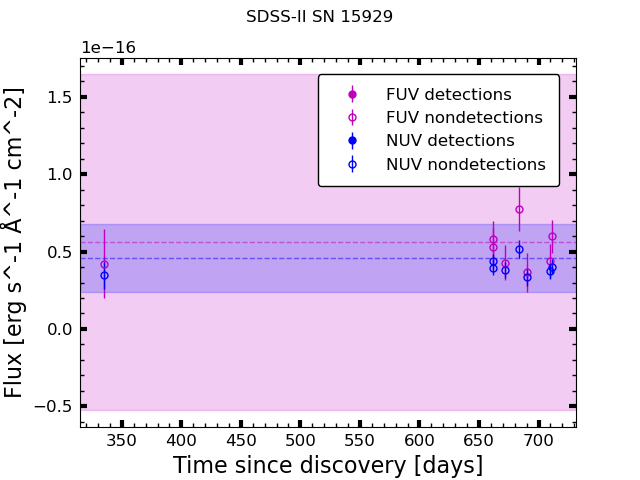 SDSS-II SN 15929
1e−16
FUV detections
FUV nondetections
NUV detections
NUV nondetections
1.5
1.0
0.5
0.0
−0.5
Flux [erg s^-1 Å^-1 cm^-2]
350 400 450 500 550 600 650 700
Time since discovery [days]